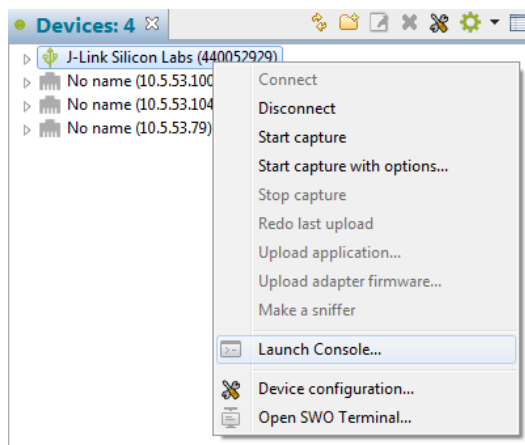 Devices: 4
J-Link Silicon Labs (440052929)
No name (10.5.53.100
No name (10.5.53.104
No name (10.5.53.79)
Connect
Disconnect
Start capture
Start capture with options...
Stop capture
Redo last upload
Upload application...
Upload adapter firmware...
Make a sniffer
Launch Console...
Device configuration...
Open SWO Terminal...